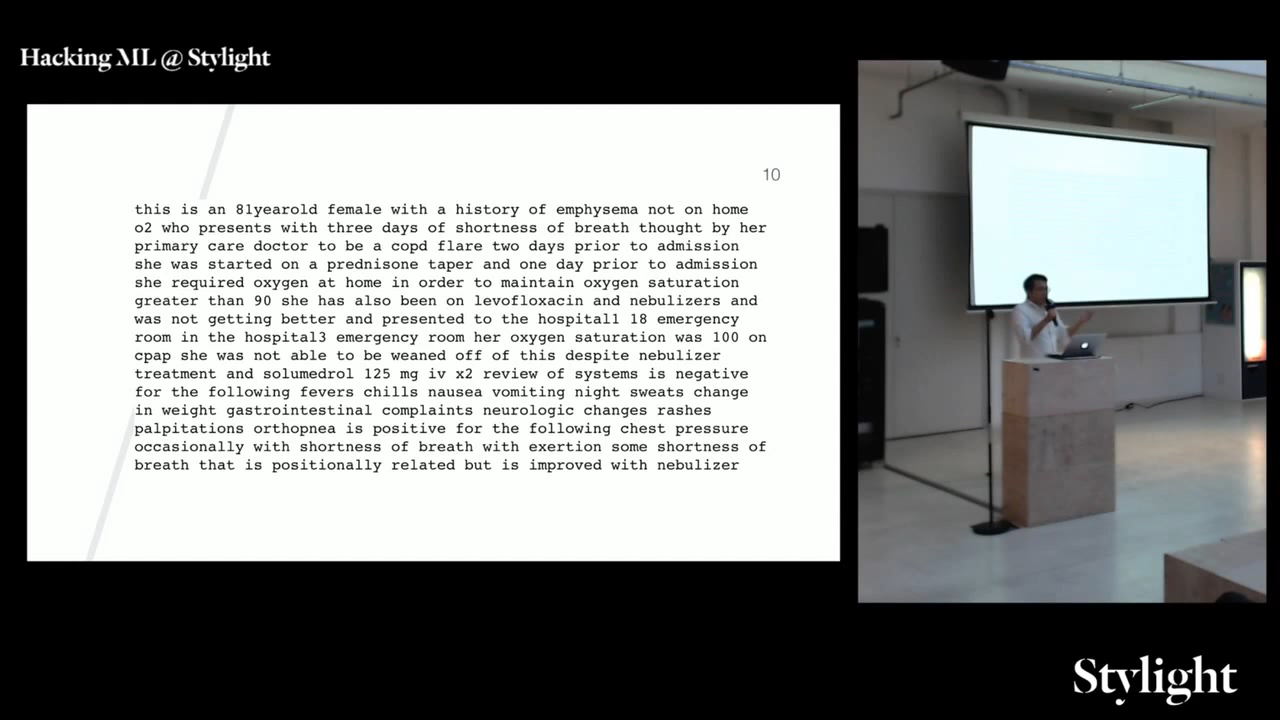 Hacking ML @ Stylight
10
this is an 81yearold female with a history of emphysema not on home
o2 who presents with three days of shortness of breath thought by her
primary care doctor to be a copd flare two days prior to admission
she was started on a prednisone taper and one day prior to admission
she required oxygen at home in order to maintain oxygen saturation
greater than 90 she has also been on levofloxacin and nebulizers and
was not getting better and presented to the hospital1 18 emergency
room in the hospital3 emergency room her oxygen saturation was 100 on
cpap she was not able to be weaned off of this despite nebulizer
treatment and solumedrol 125 mg iv x2 review of systems is negative
for the following fevers chills nausea vomiting night sweats change
in weight gastrointestinal complaints neurologic changes rashes
palpitations orthopnea is positive for the following chest pressure
occasionally with shortness of breath with exertion some shortness of
breath that is positionally related but is improved with nebulizer
Stylight